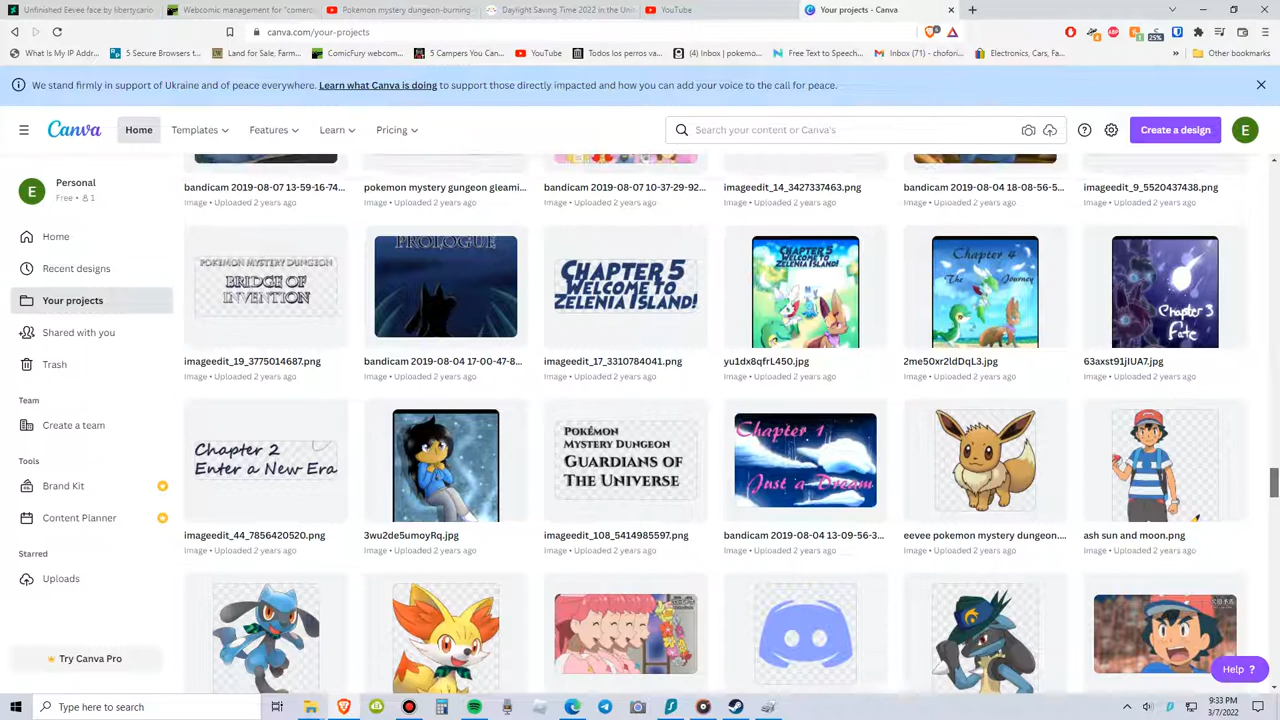 Unfinished Eevee face by libertycario
Webcomic management for "comero
Pokemon mystery dungeon-burning
Daylight Saving Time 2022 in the Unit
YouTube
Your projects - Canva
canva.com/your-projects
What Is My IP Addr...
5 Secure Browsers t...
Land for Sale, Farm...
ComicFury webcomi...
5 Campers You Can...
YouTube
Todos los perros va...
(4) Inbox | pokemo...
Free Text to Speech...
Inbox (71) - chofori...
Electronics, Cars, Fa...
Other bookmarks
We stand firmly in support of Ukraine and of peace everywhere. Learn what Canva is doing to support those directly impacted and how you can add your voice to the call for peace.
Canva
Home
Templates
Features
Learn
Pricing
Search your content or Canva's
Create a design
E
E
Personal
Free • 1
Home
Recent designs
Your projects
Shared with you
Trash
Team
Create a team
Tools
Brand Kit
Content Planner
Starred
Uploads
Try Canva Pro
bandicam 2019-08-07 13-59-16-74...
Image • Uploaded 2 years ago
pokemon mystery gungeon gleami...
Image • Uploaded 2 years ago
bandicam 2019-08-07 10-37-29-92...
Image • Uploaded 2 years ago
imageedit_14_3427337463.png
Image • Uploaded 2 years ago
bandicam 2019-08-04 18-08-56-5...
Image • Uploaded 2 years ago
imageedit_9_5520437438.png
Image • Uploaded 2 years ago
POKEMON MYSTERY DUNGEON
BRIDGE OF
INVENTION
imageedit_19_3775014687.png
Image • Uploaded 2 years ago
PROLOGUE
bandicam 2019-08-04 17-00-47-8...
Image • Uploaded 2 years ago
CHAPTER 5
WELCOME TO
ZELENIA ISLAND!
imageedit_17_3310784041.png
Image • Uploaded 2 years ago
CHAPTER 5
WELCOME TO
ZELENIA ISLAND!
yu1dx8qfrL450.jpg
Image • Uploaded 2 years ago
Chapter 4
The Journey
2me50xr2ldDqL3.jpg
Image • Uploaded 2 years ago
Chapter 3
Fate
63axst91jIUA7.jpg
Image • Uploaded 2 years ago
Chapter 2
Enter a New Era
imageedit_44_7856420520.png
Image • Uploaded 2 years ago
3wu2de5umoyRq.jpg
Image • Uploaded 2 years ago
Pokémon
Mystery Dungeon
Guardians of
The Universe
imageedit_108_5414985597.png
Image • Uploaded 2 years ago
Chapter 1
Just a Dream
bandicam 2019-08-04 13-09-56-3...
Image • Uploaded 2 years ago
eevee pokemon mystery dungeon....
Image • Uploaded 2 years ago
ash sun and moon.png
Image • Uploaded 2 years ago
Help ?
Type here to search
9:33 PM
3/7/2022